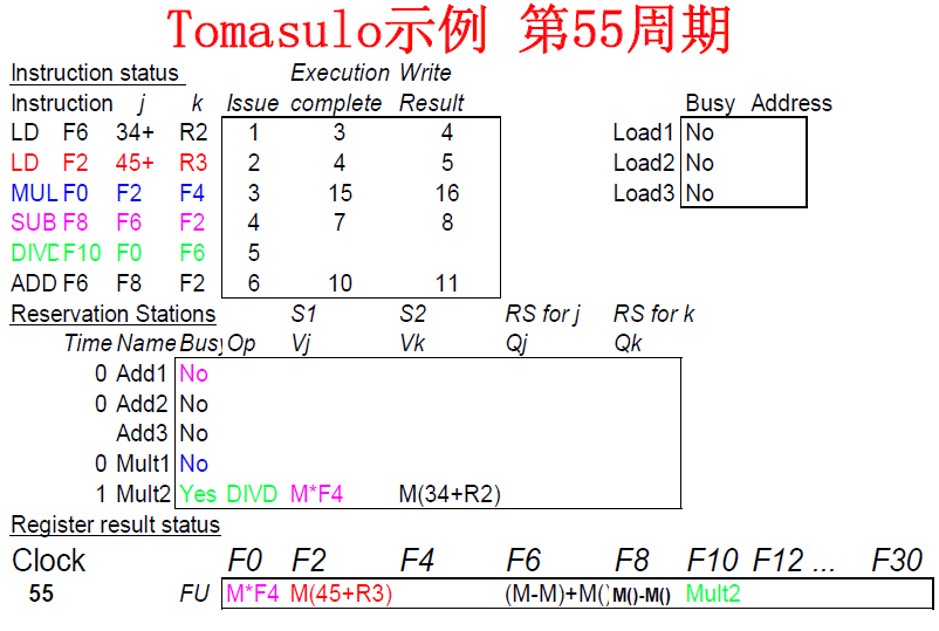 Tomasulo示例 第55周期
Instruction status Execution Write
Instruction j k Issue complete Result Busy Address
LD F6 34+ R2 1 3 4 Load1 No
LD F2 45+ R3 2 4 5 Load2 No
MUL F0 F2 F4 3 15 16 Load3 No
SUB F8 F6 F2 4 7 8
DIVD F10 F0 F6 5
ADD F6 F8 F2 6 10 11
Reservation Stations S1 S2 RS for j RS for k
Time Name Busy Op Vj Vk Qj Qk
0 Add1 No
0 Add2 No
Add3 No
0 Mult1 No
1 Mult2 Yes DIVD M*F4 M(34+R2)
Register result status
Clock F0 F2 F4 F6 F8 F10 F12 ... F30
55 FU M*F4 M(45+R3) (M-M)+M() M()-M() Mult2